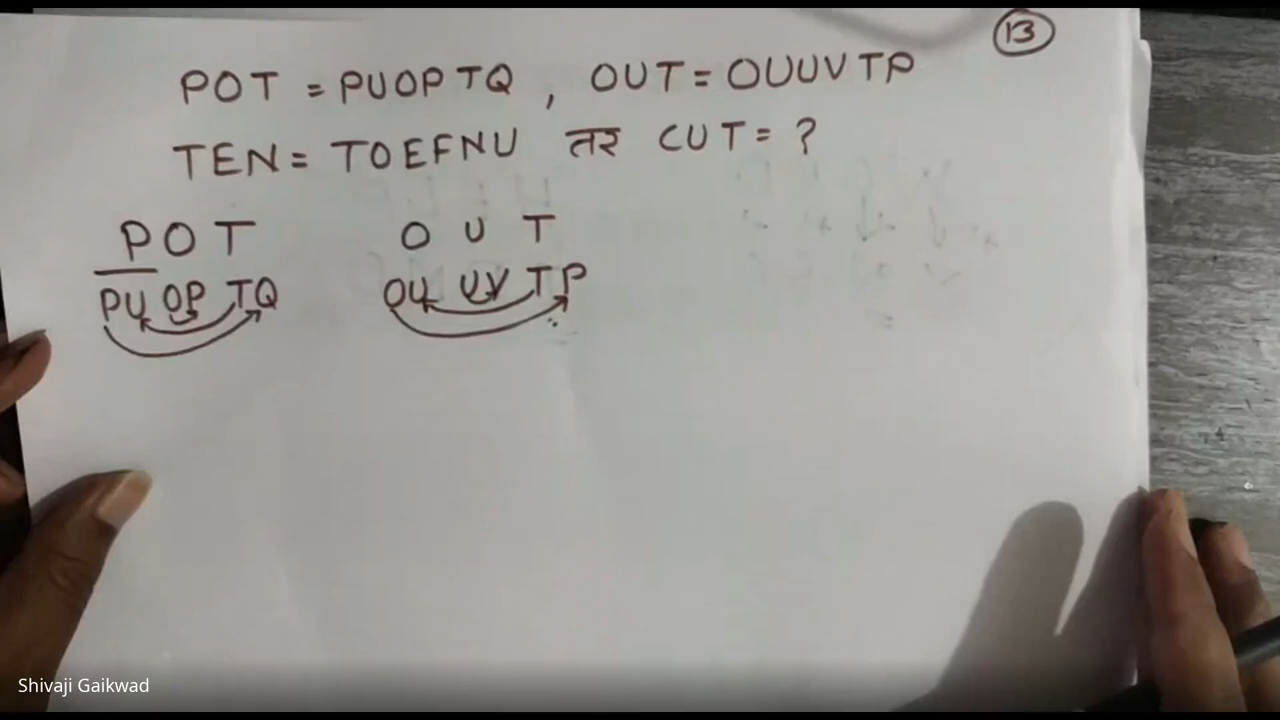 13
POT = PUOPTQ , OUT = OUUVTP
TEN = TOEFNU तर CUT = ?
POT OUT
PU OP TQ OU UV TP
Shivaji Gaikwad